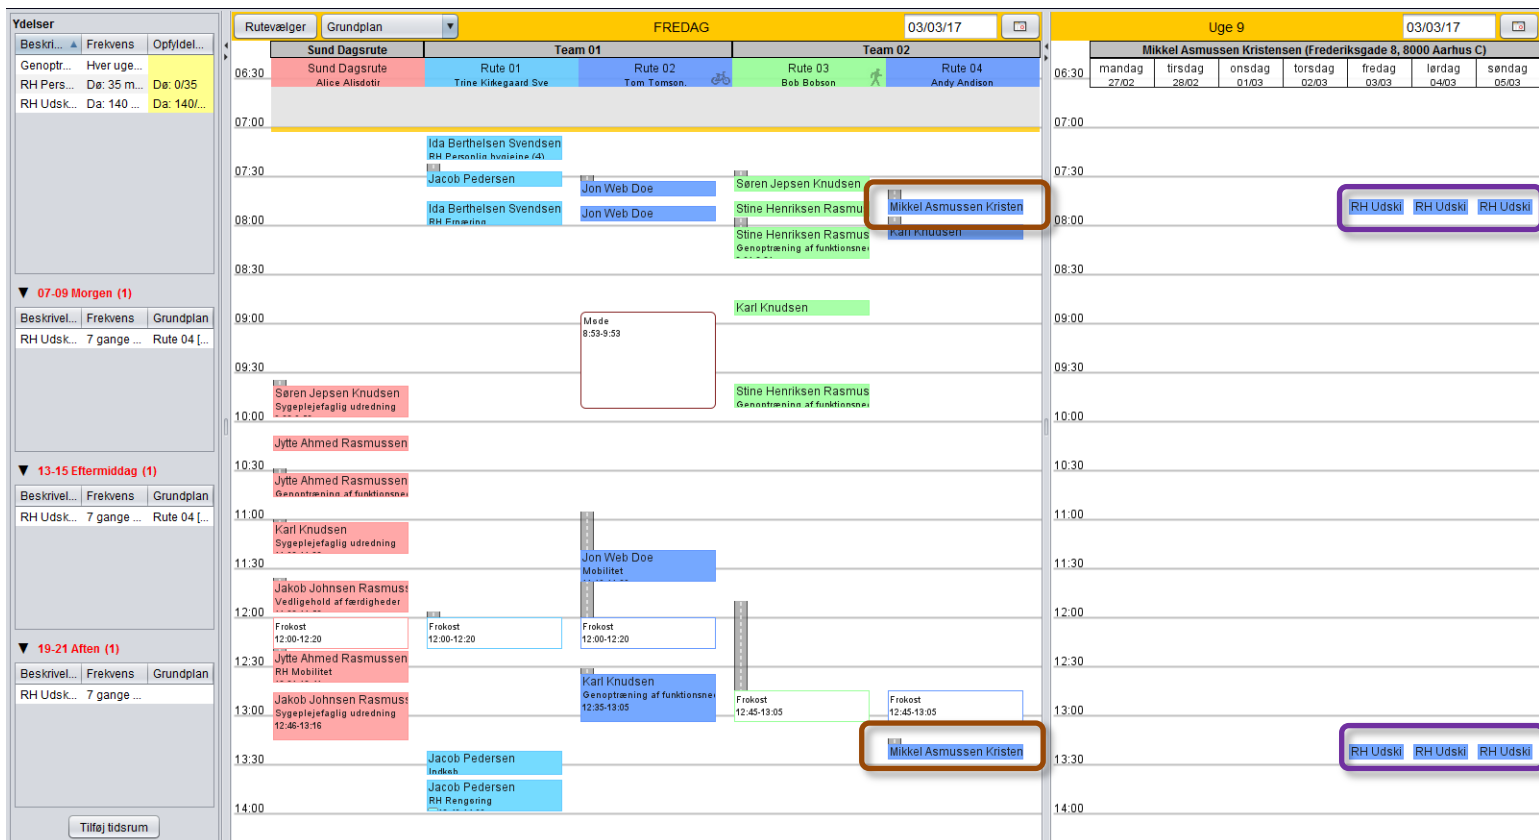 Ydelser
Beskri... Frekvens Opfyldel...
Genoptr... Hver uge...
RH Pers... Dø: 35 m... Dø: 0/35
RH Udsk... Da: 140 ... Da: 140/...
07-09 Morgen (1)
Beskrivel... Frekvens Grundplan
RH Udsk... 7 gange ... Rute 04 [...
13-15 Eftermiddag (1)
Beskrivel... Frekvens Grundplan
RH Udsk... 7 gange ... Rute 04 [...
19-21 Aften (1)
Beskrivel... Frekvens Grundplan
RH Udsk... 7 gange ...
Tilføj tidsrum
Rutevælger Grundplan FREDAG 03/03/17
Sund Dagsrute Team 01 Team 02
Sund Dagsrute Rute 01 Rute 02 Rute 03 Rute 04
Alice Alisdotir Trine Kirkegaard Sve Tom Tomson. Bob Bobson Andy Andison
06:30
07:00
07:30
08:00
08:30
09:00
09:30
10:00
10:30
11:00
11:30
12:00
12:30
13:00
13:30
14:00
Søren Jepsen Knudsen
Sygeplejefaglig udredning
Jytte Ahmed Rasmussen
Jytte Ahmed Rasmussen
Genoptræning af funktionsne
Karl Knudsen
Sygeplejefaglig udredning
Jakob Johnsen Rasmus
Vedligehold af færdigheder
Frokost
12:00-12:20
Jytte Ahmed Rasmussen
RH Mobilitet
Jakob Johnsen Rasmus
Sygeplejefaglig udredning
12:46-13:16
Ida Berthelsen Svendsen
RH Personlig hygiejne (4)
Jacob Pedersen
Ida Berthelsen Svendsen
RH Ernæring
Frokost
12:00-12:20
Jacob Pedersen
Indkøb
Jacob Pedersen
RH Rengøring
Jon Web Doe
Jon Web Doe
Møde
8:53-9:53
Jon Web Doe
Mobilitet
Frokost
12:00-12:20
Karl Knudsen
Genoptræning af funktionsne
12:35-13:05
Søren Jepsen Knudsen
Stine Henriksen Rasmu
Stine Henriksen Rasmus
Genoptræning af funktionsne
Karl Knudsen
Stine Henriksen Rasmus
Genoptræning af funktionsne
Frokost
12:45-13:05
Mikkel Asmussen Kristen
Karl Knudsen
Frokost
12:45-13:05
Mikkel Asmussen Kristen
Uge 9 03/03/17
Mikkel Asmussen Kristensen (Frederiksgade 8, 8000 Aarhus C)
mandag tirsdag onsdag torsdag fredag lørdag søndag
27/02 28/02 01/03 02/03 03/03 04/03 05/03
06:30
07:00
07:30
RH Udski RH Udski RH Udski
08:00
08:30
09:00
09:30
10:00
10:30
11:00
11:30
12:00
12:30
13:00
RH Udski RH Udski RH Udski
13:30
14:00